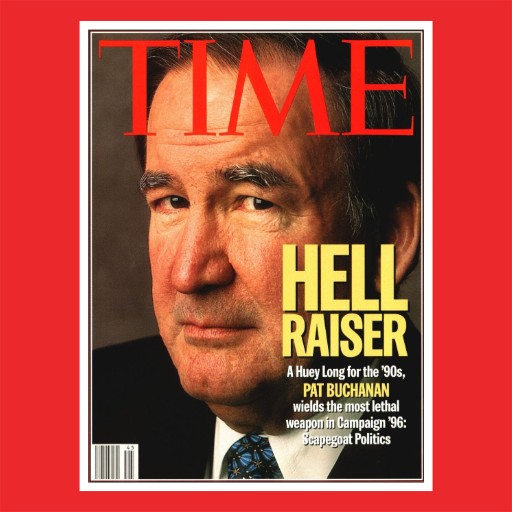 TIME
HELL
RAISER
A Huey Long for the '90s,
PAT BUCHANAN
wields the most lethal
weapon in Campaign '96:
Scapegoat Politics
45